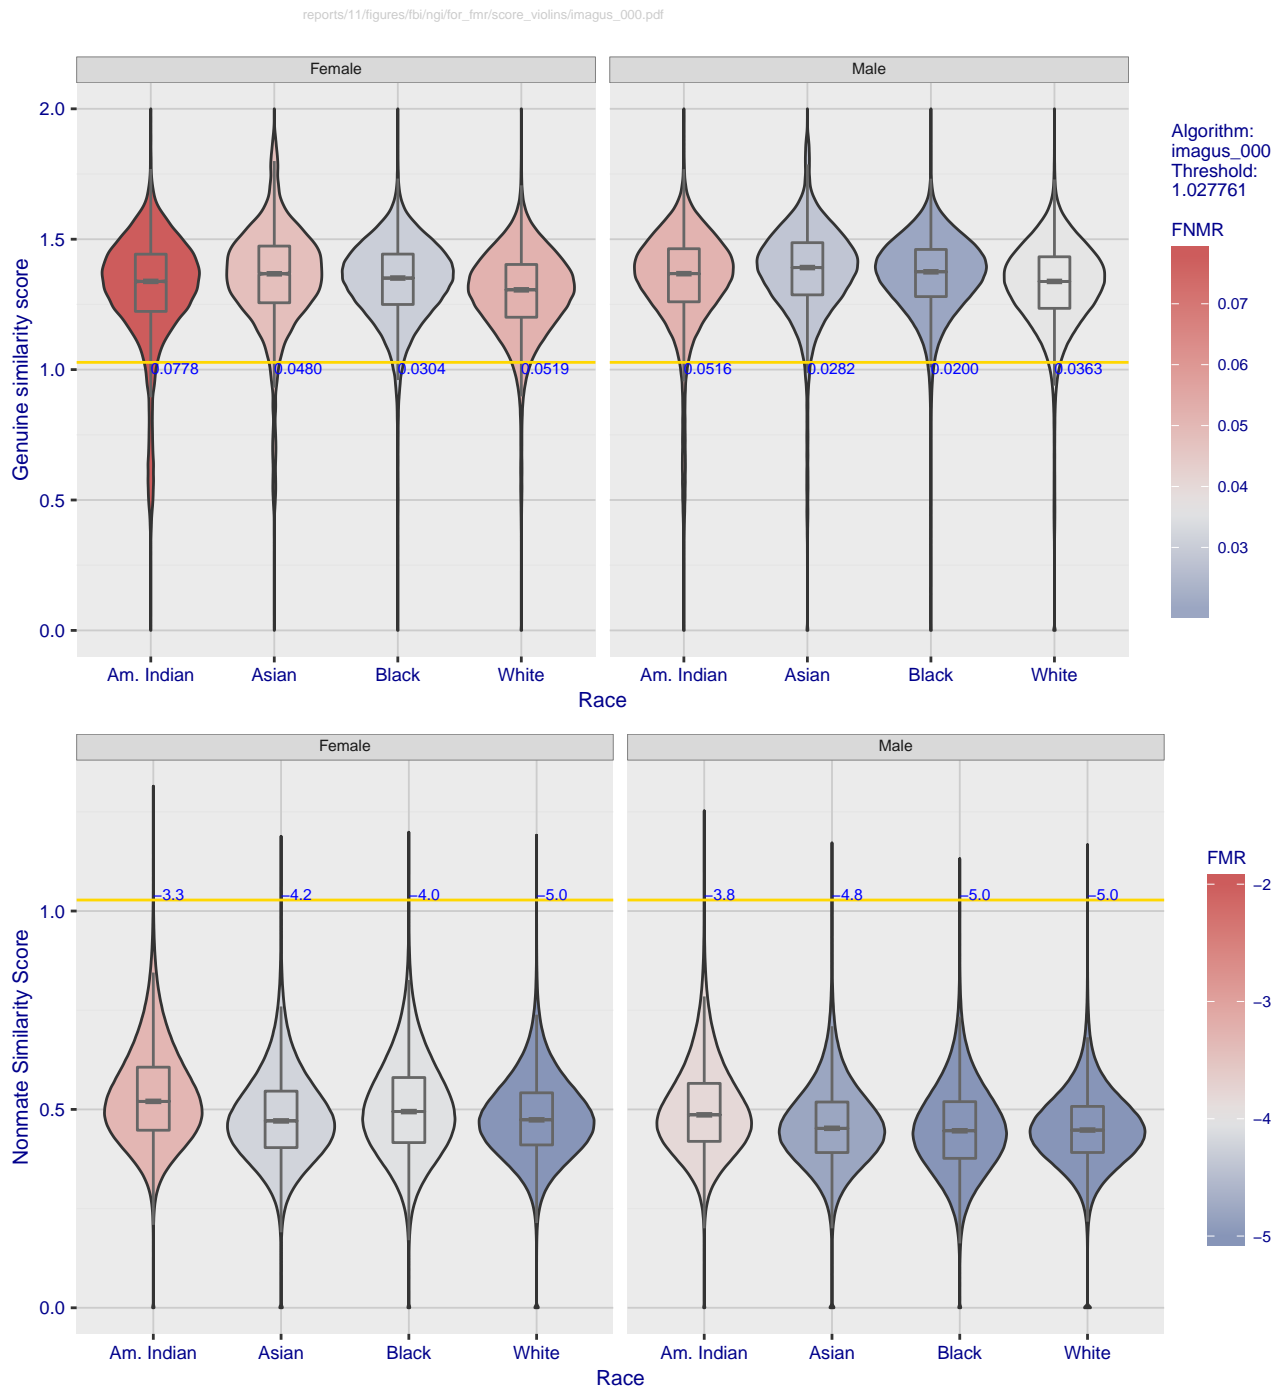 reports/11/figures/fbi/ngi/for_fmr/score_violins/imagus_000.pdf
Female
Male
2.0
1.5
1.0
0.5
0.0
Genuine similarity score
0.0778
0.0480
0.0304
0.0519
0.0516
0.0282
0.0200
0.0363
Am. Indian
Asian
Black
White
Am. Indian
Asian
Black
White
Race
Algorithm:
imagus_000
Threshold:
1.027761
FNMR
0.07
0.06
0.05
0.04
0.03
Female
Male
1.0
0.5
0.0
Nonmate Similarity Score
−3.3
−4.2
−4.0
−5.0
−3.8
−4.8
−5.0
−5.0
Am. Indian
Asian
Black
White
Am. Indian
Asian
Black
White
Race
FMR
−2
−3
−4
−5